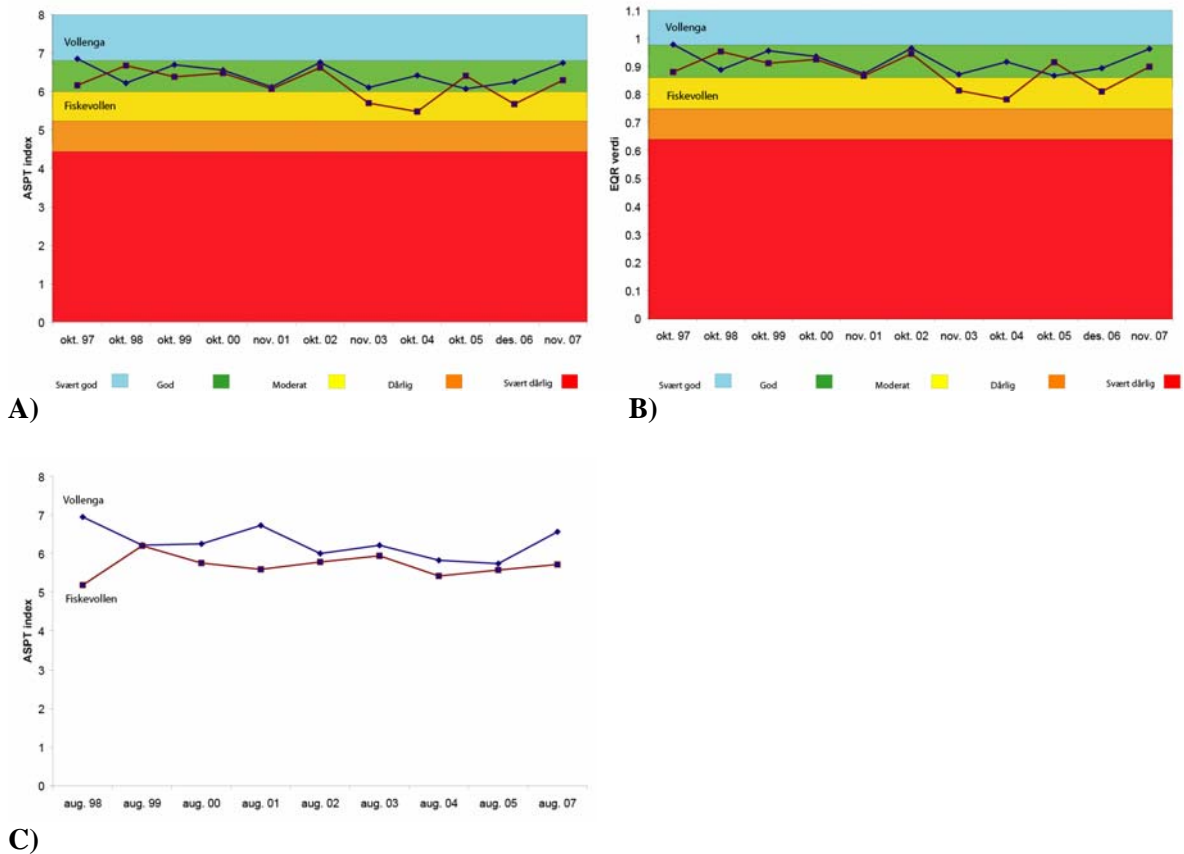 8
Vollenga
7
6
Fiskevollen
5
ASPT index
4
3
2
1
0
okt. 97 okt. 98 okt. 99 okt. 00 nov. 01 okt. 02 nov. 03 okt. 04 okt. 05 des. 06 nov. 07
Svært god God Moderat Dårlig Svært dårlig
A)
1.1
Vollenga
1
0.9
Fiskevollen
0.8
0.7
EQR verdi
0.6
0.5
0.4
0.3
0.2
0.1
0
okt. 97 okt. 98 okt. 99 okt. 00 nov. 01 okt. 02 nov. 03 okt. 04 okt. 05 des. 06 nov. 07
Svært god God Moderat Dårlig Svært dårlig
B)
8
Vollenga
7
6
5
Fiskevollen
ASPT index
4
3
2
1
0
aug. 98 aug. 99 aug. 00 aug. 01 aug. 02 aug. 03 aug. 04 aug. 05 aug. 07
C)